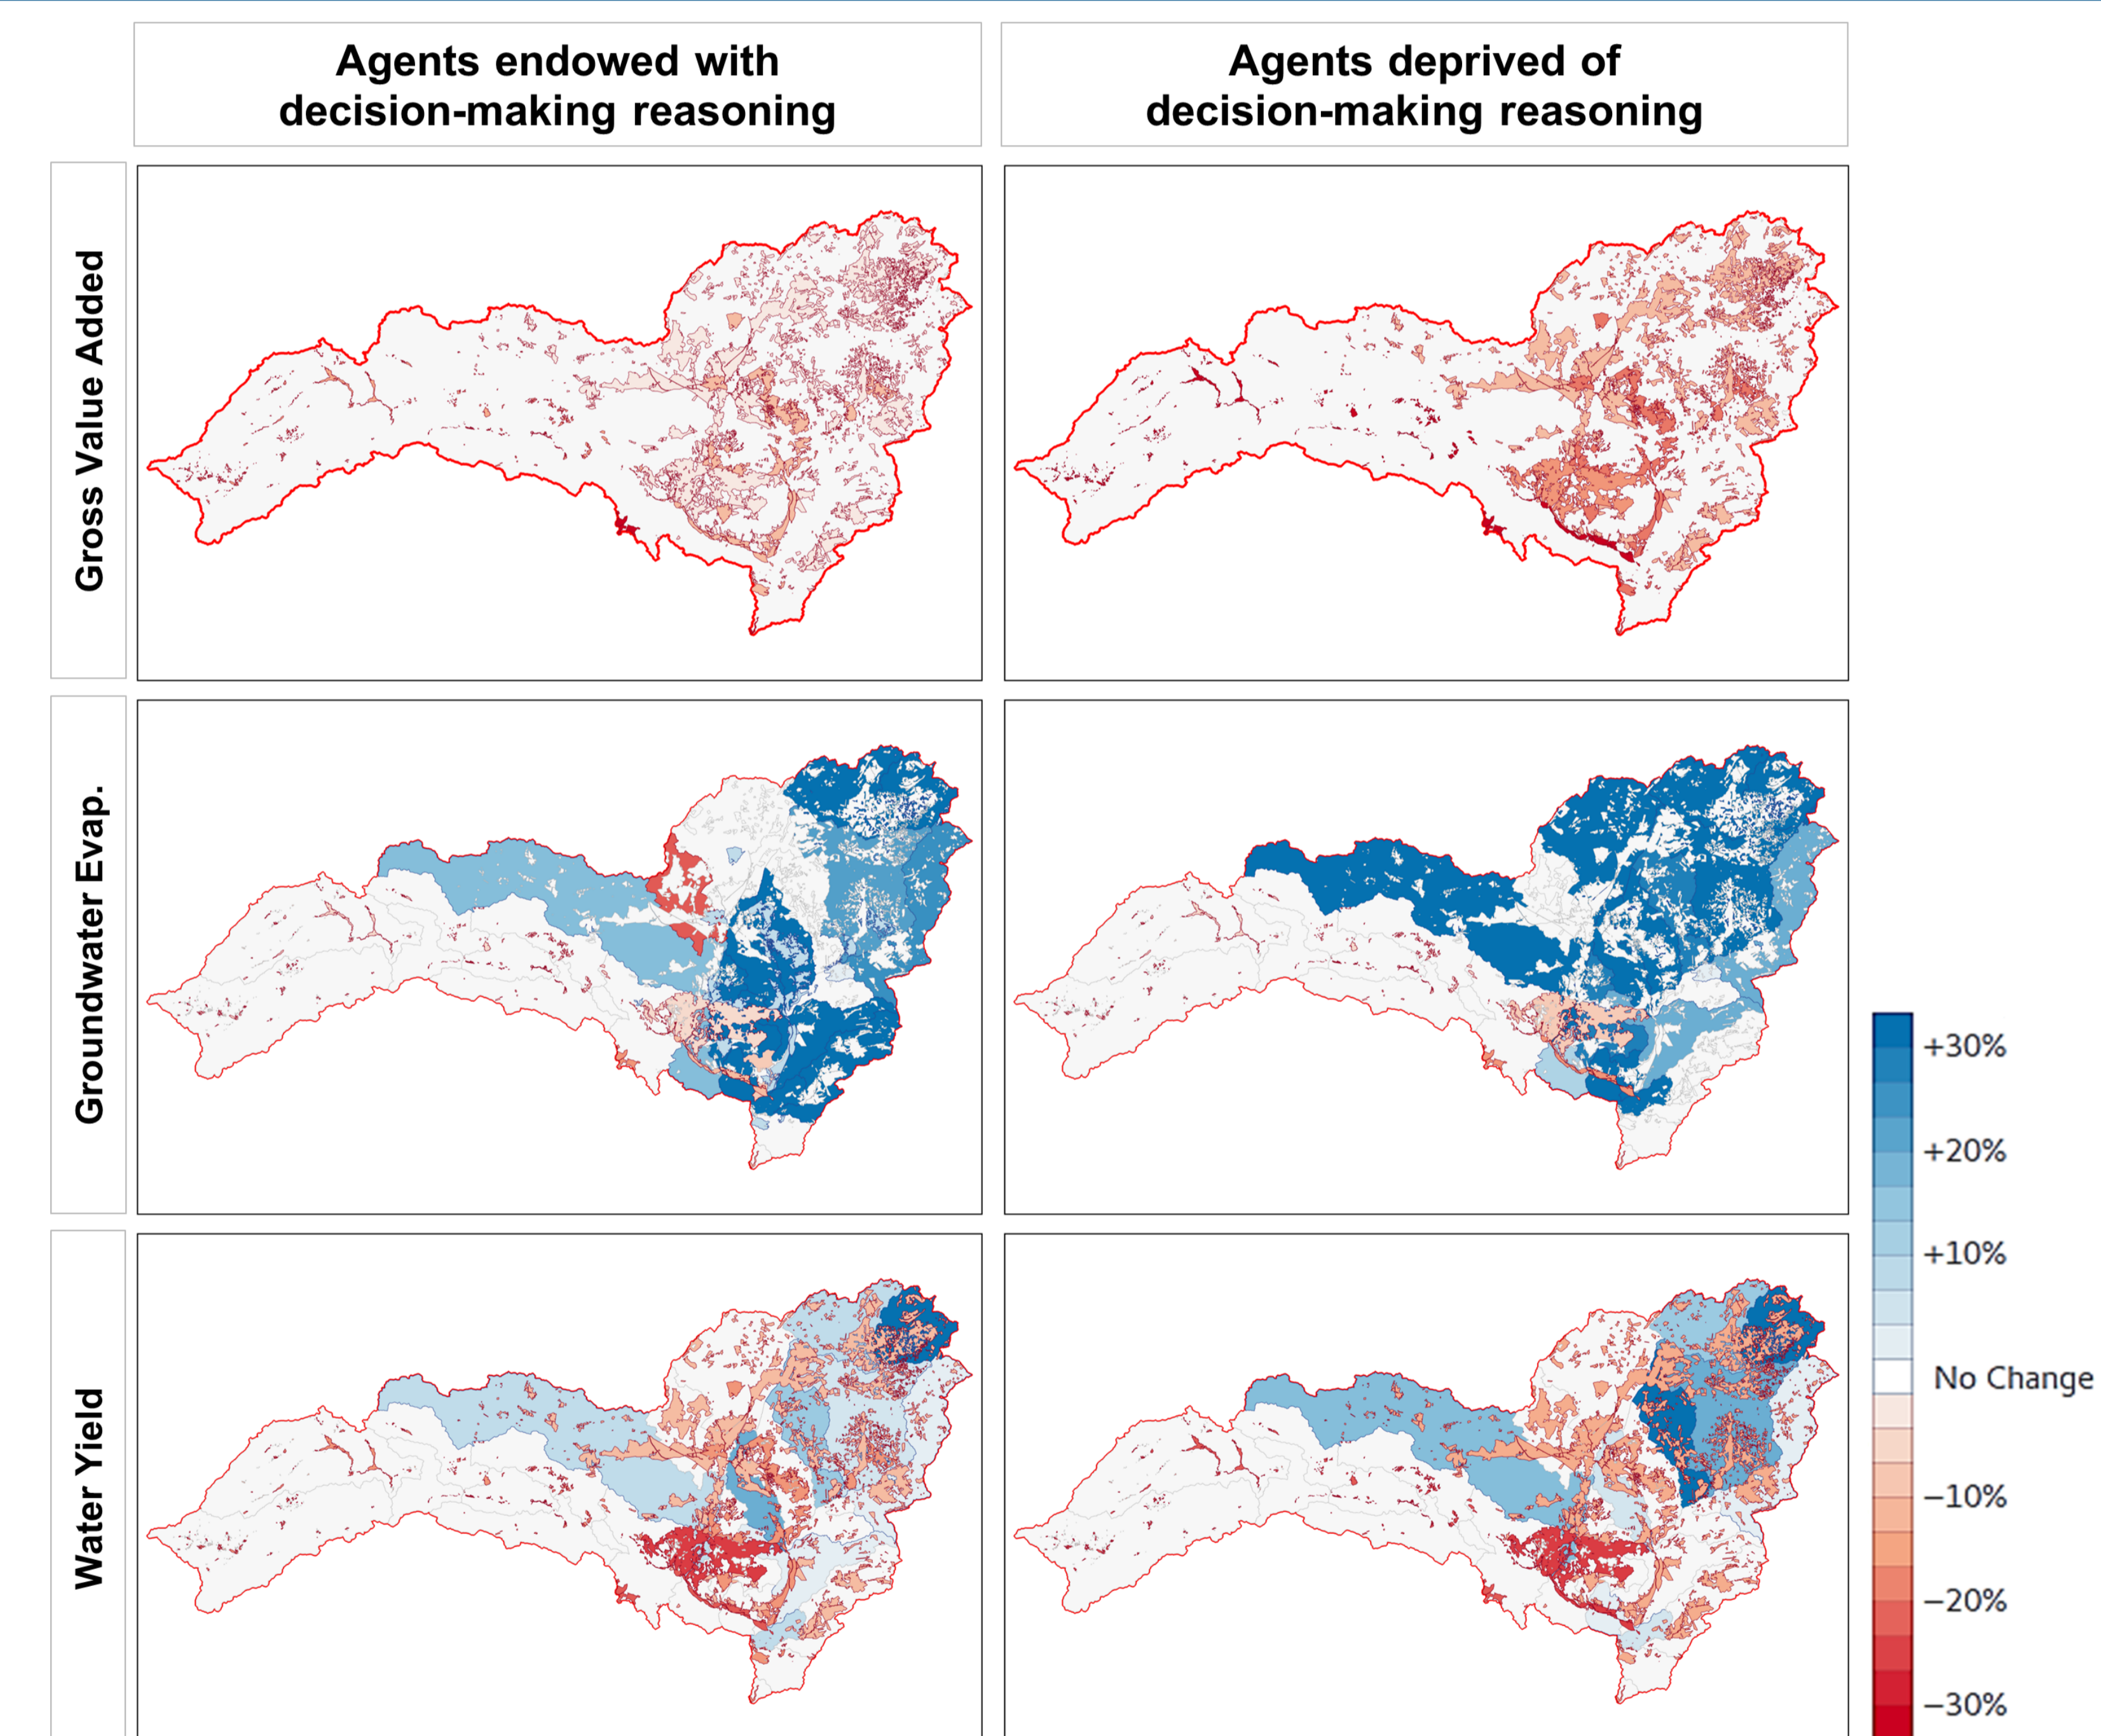 Agents endowed with
decision-making reasoning
Agents deprived of
decision-making reasoning
Gross Value Added
Groundwater Evap.
Water Yield
+30%
+20%
+10%
No Change
−10%
−20%
−30%